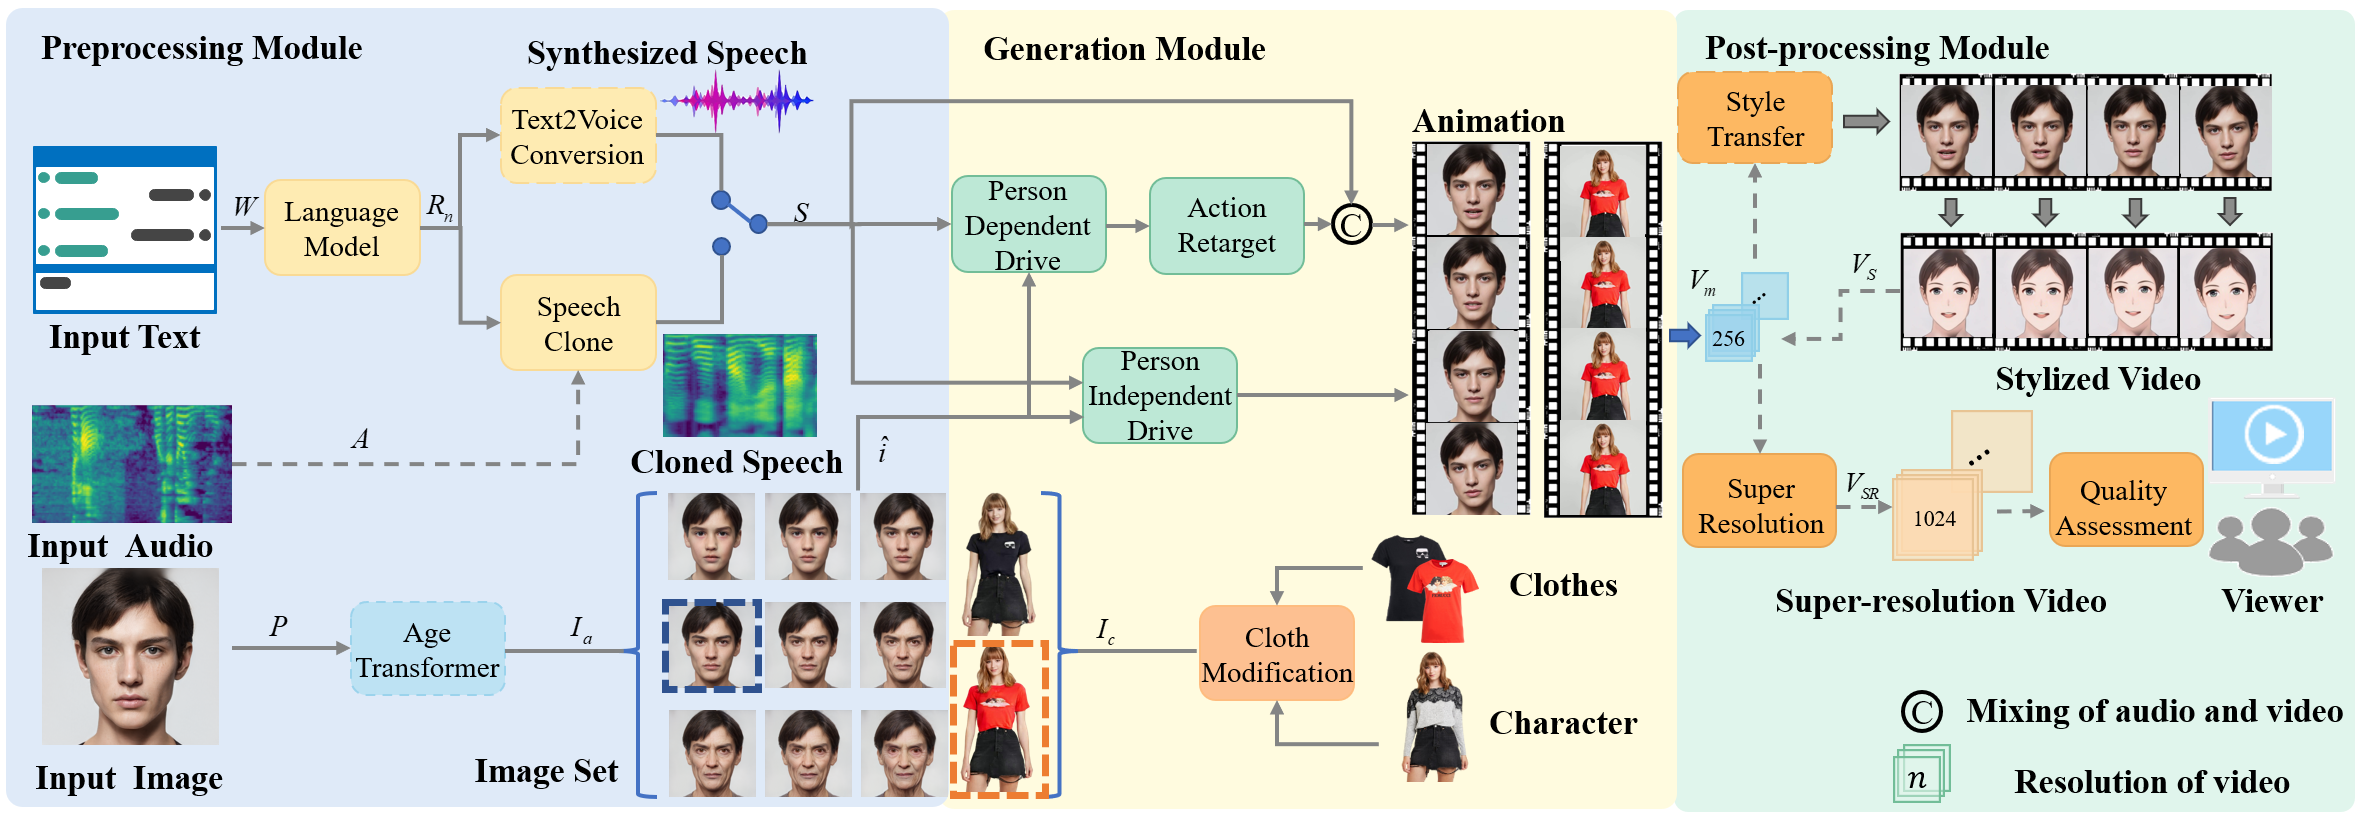 Preprocessing Module
Synthesized Speech
Text2Voice
Conversion
W
Language
Model
R_n
S
Input Text
Speech
Clone
A
Cloned Speech
Input Audio
P
Age
Transformer
I_a
Input Image
Image Set
î
Generation Module
Animation
Person
Dependent
Drive
Action
Retarget
C
Person
Independent
Drive
I_c
Cloth
Modification
Clothes
Character
Post-processing Module
Style
Transfer
V_m
...
256
V_S
Stylized Video
Super
Resolution
V_SR
...
1024
Quality
Assessment
Super-resolution Video
Viewer
C Mixing of audio and video
n Resolution of video